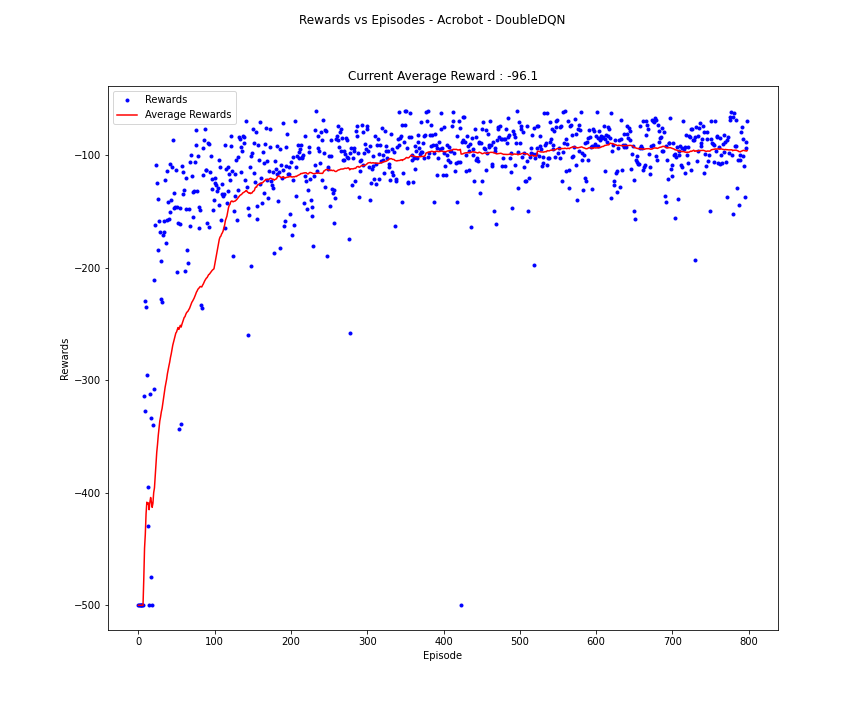 Rewards vs Episodes - Acrobot - DoubleDQN
Current Average Reward : -96.1
Rewards
Average Rewards
Rewards
−100
−200
−300
−400
−500
0 100 200 300 400 500 600 700 800
Episode